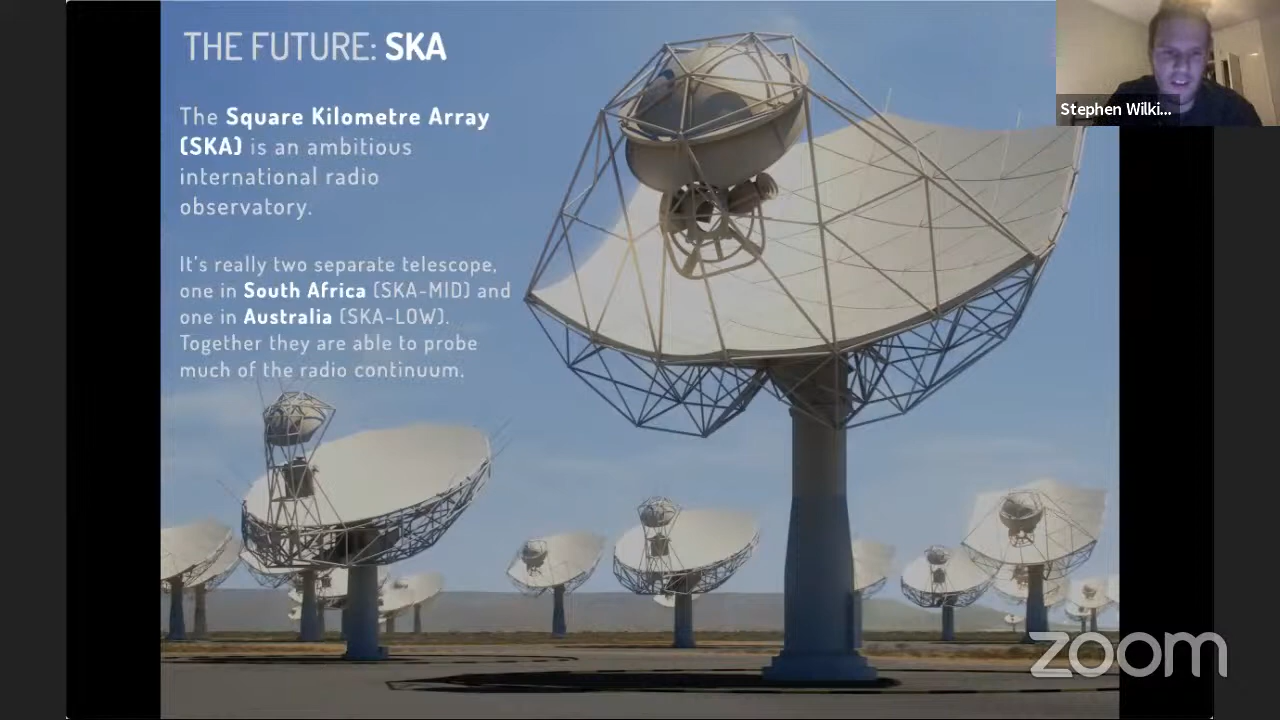 THE FUTURE: SKA
The Square Kilometre Array
(SKA) is an ambitious
international radio
observatory.
It's really two separate telescope,
one in South Africa (SKA-MID) and
one in Australia (SKA-LOW).
Together they are able to probe
much of the radio continuum.
Stephen Wilki...
zoom